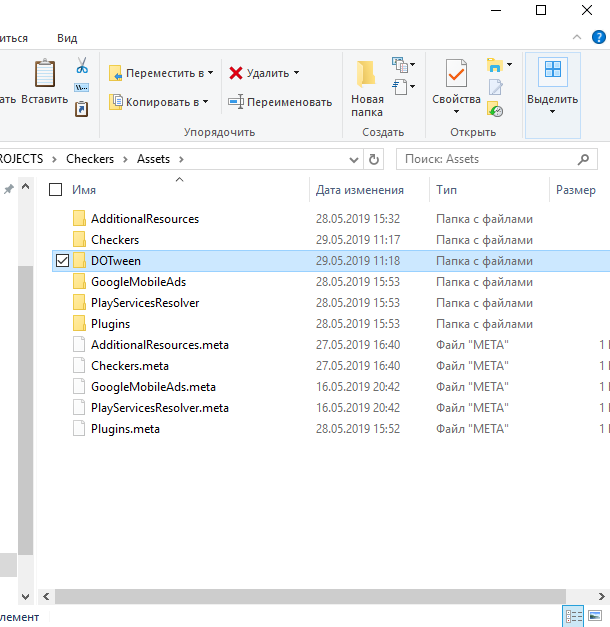 иться Вид
ать Вставить
Переместить в
Копировать в
Удалить
Переименовать
Упорядочить
Новая
папка
Создать
Свойства
Открыть
Выделить
ROJECTS > Checkers > Assets >
Поиск: Assets
Имя Дата изменения Тип Размер
AdditionalResources 28.05.2019 15:32 Папка с файлами
Checkers 29.05.2019 11:17 Папка с файлами
DOTween 29.05.2019 11:18 Папка с файлами
GoogleMobileAds 28.05.2019 15:53 Папка с файлами
PlayServicesResolver 28.05.2019 15:53 Папка с файлами
Plugins 28.05.2019 15:53 Папка с файлами
AdditionalResources.meta 27.05.2019 16:40 Файл "META" 1
Checkers.meta 27.05.2019 16:40 Файл "META" 1
GoogleMobileAds.meta 16.05.2019 20:42 Файл "META" 1
PlayServicesResolver.meta 16.05.2019 20:42 Файл "META" 1
Plugins.meta 28.05.2019 15:52 Файл "META" 1
лемент